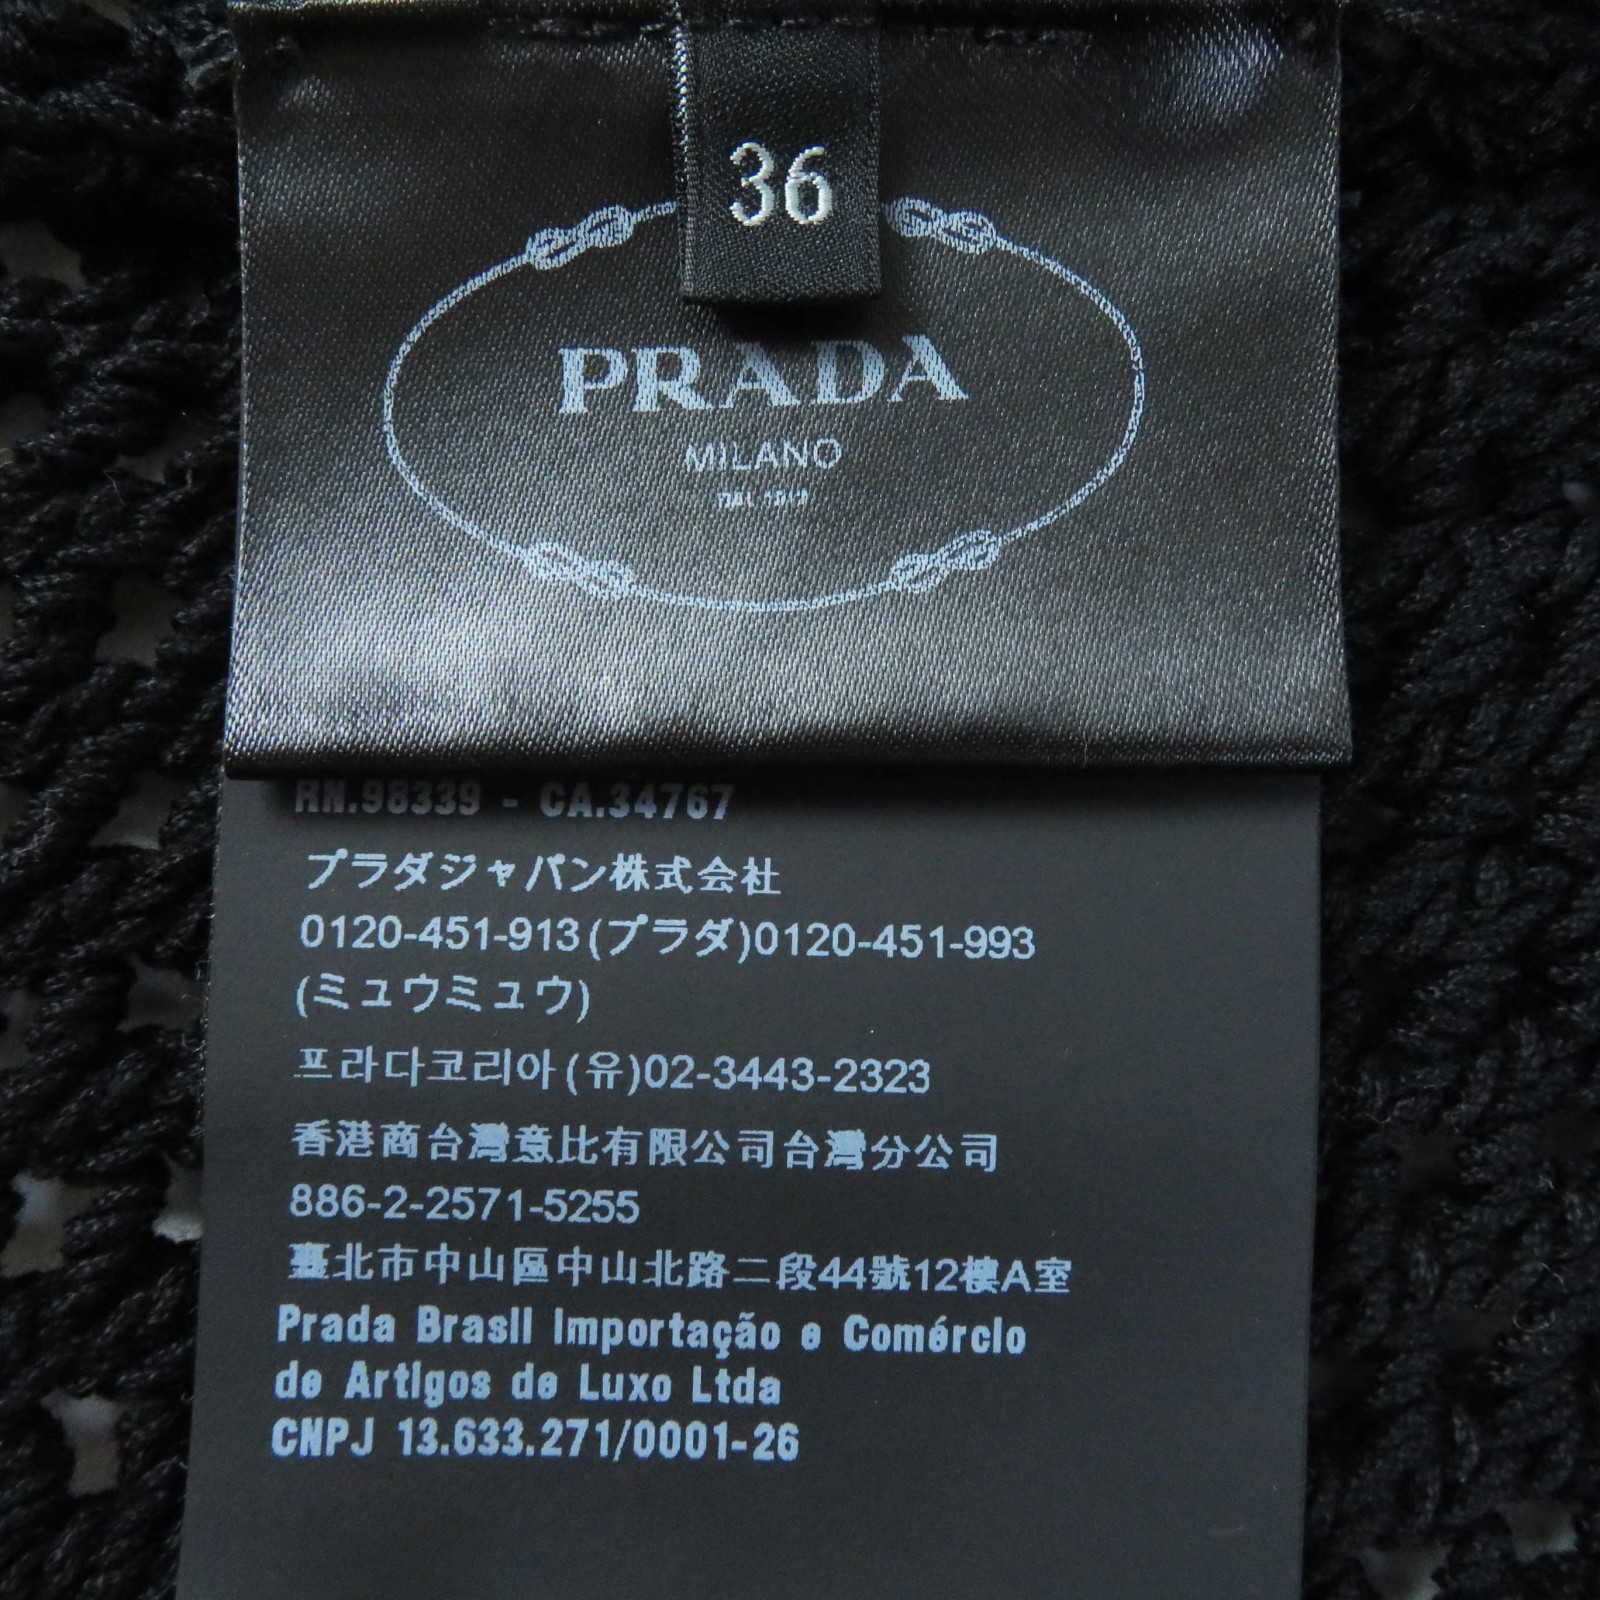 36
PRADA
MILANO
DAL 1913
RN.98339 - CA.34767
プラダジャパン株式会社
0120-451-913(プラダ)0120-451-993
(ミュウミュウ)
프라다코리아(유)02-3443-2323
香港商台灣意比有限公司台灣分公司
886-2-2571-5255
臺北市中山區中山北路二段44號12樓A室
Prada Brasil Importação e Comércio
de Artigos de Luxo Ltda
CNPJ 13.633.271/0001-26